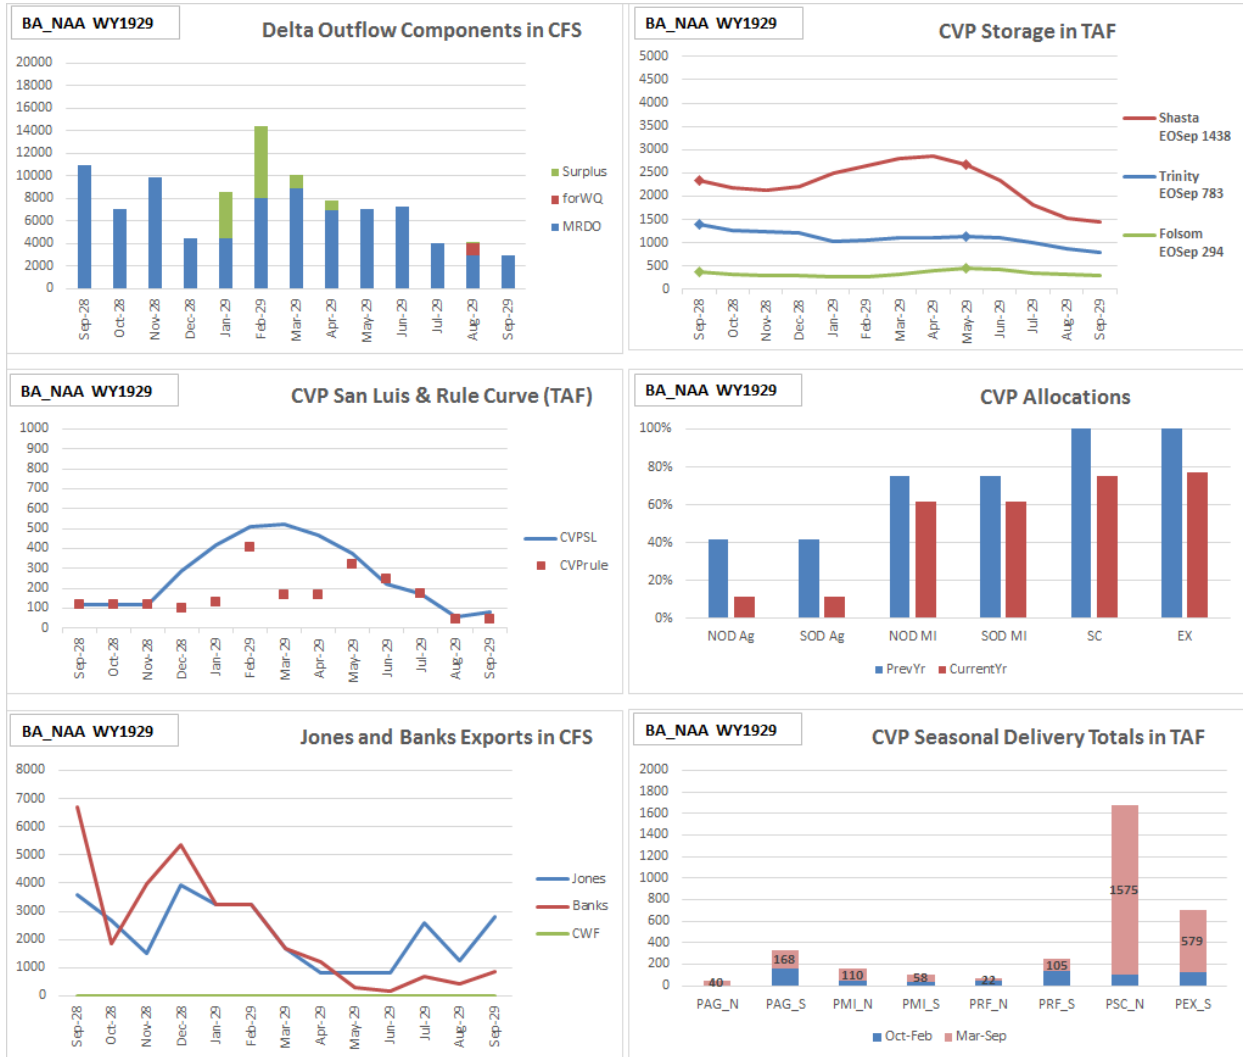 BA_NAA WY1929
Delta Outflow Components in CFS
20000
18000
16000
14000
12000
10000
8000
6000
4000
2000
0
Sep-28
Oct-28
Nov-28
Dec-28
Jan-29
Feb-29
Mar-29
Apr-29
May-29
Jun-29
Jul-29
Aug-29
Sep-29
Surplus
forWQ
MRDO
BA_NAA WY1929
CVP Storage in TAF
5000
4500
4000
3500
3000
2500
2000
1500
1000
500
0
Sep-28
Oct-28
Nov-28
Dec-28
Jan-29
Feb-29
Mar-29
Apr-29
May-29
Jun-29
Jul-29
Aug-29
Sep-29
Shasta
EOSep 1438
Trinity
EOSep 783
Folsom
EOSep 294
BA_NAA WY1929
CVP San Luis & Rule Curve (TAF)
1000
900
800
700
600
500
400
300
200
100
0
Sep-28
Oct-28
Nov-28
Dec-28
Jan-29
Feb-29
Mar-29
Apr-29
May-29
Jun-29
Jul-29
Aug-29
Sep-29
CVPSL
CVPrule
BA_NAA WY1929
CVP Allocations
100%
80%
60%
40%
20%
0%
NOD Ag
SOD Ag
NOD MI
SOD MI
SC
EX
PrevYr
CurrentYr
BA_NAA WY1929
Jones and Banks Exports in CFS
8000
7000
6000
5000
4000
3000
2000
1000
0
Sep-28
Oct-28
Nov-28
Dec-28
Jan-29
Feb-29
Mar-29
Apr-29
May-29
Jun-29
Jul-29
Aug-29
Sep-29
Jones
Banks
CWF
BA_NAA WY1929
CVP Seasonal Delivery Totals in TAF
2000
1800
1600
1400
1200
1000
800
600
400
200
0
40
168
110
58
22
105
1575
579
PAG_N
PAG_S
PMI_N
PMI_S
PRF_N
PRF_S
PSC_N
PEX_S
Oct-Feb
Mar-Sep